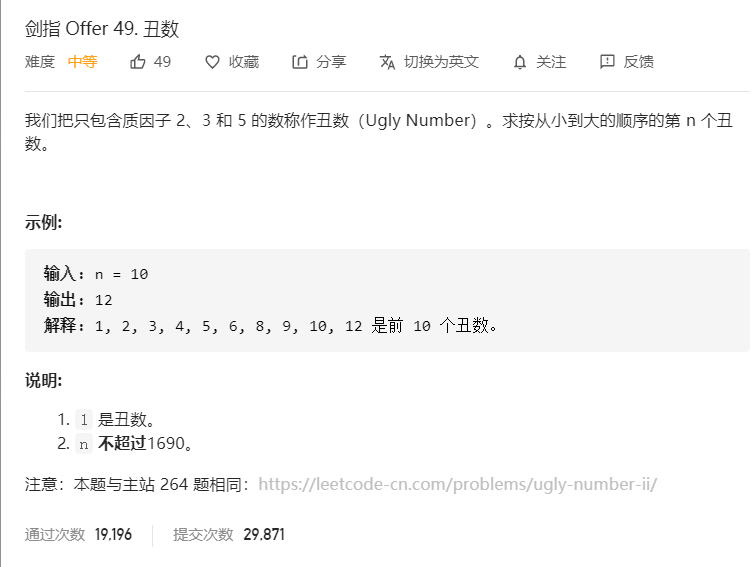 剑指 Offer 49. 丑数
难度 中等 49 收藏 分享 切换为英文 关注 反馈
我们把只包含质因子 2、3 和 5 的数称作丑数（Ugly Number）。求按从小到大的顺序的第 n 个丑
数。
示例:
输入: n = 10
输出: 12
解释: 1, 2, 3, 4, 5, 6, 8, 9, 10, 12 是前 10 个丑数。
说明:
1. 1 是丑数。
2. n 不超过1690。
注意：本题与主站 264 题相同：https://leetcode-cn.com/problems/ugly-number-ii/
通过次数 19,196 提交次数 29,871